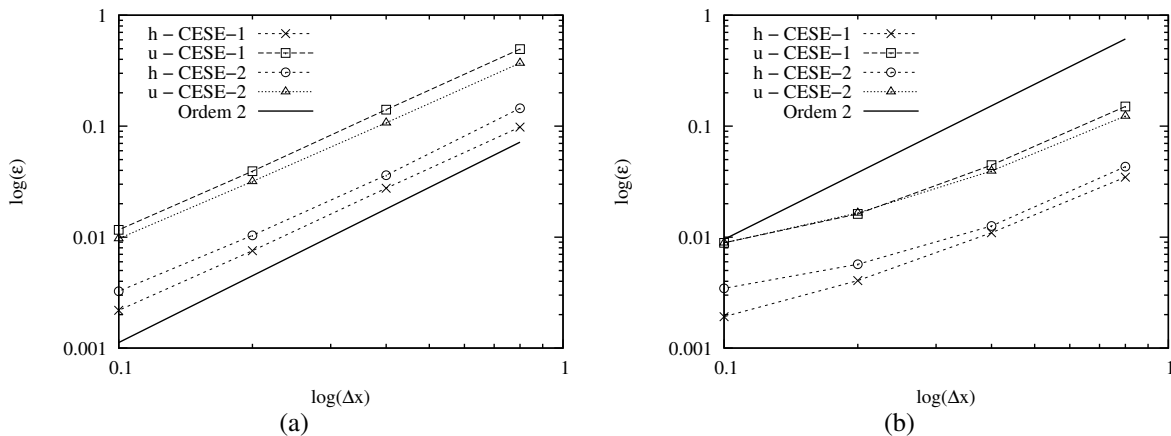 1
0.1
0.01
0.001
log(ε)
h − CESE−1
u − CESE−1
h − CESE−2
u − CESE−2
Ordem 2
0.1
1
log(Δx)
(a)
1
0.1
0.01
0.001
log(ε)
h − CESE−1
u − CESE−1
h − CESE−2
u − CESE−2
Ordem 2
0.1
1
log(Δx)
(b)